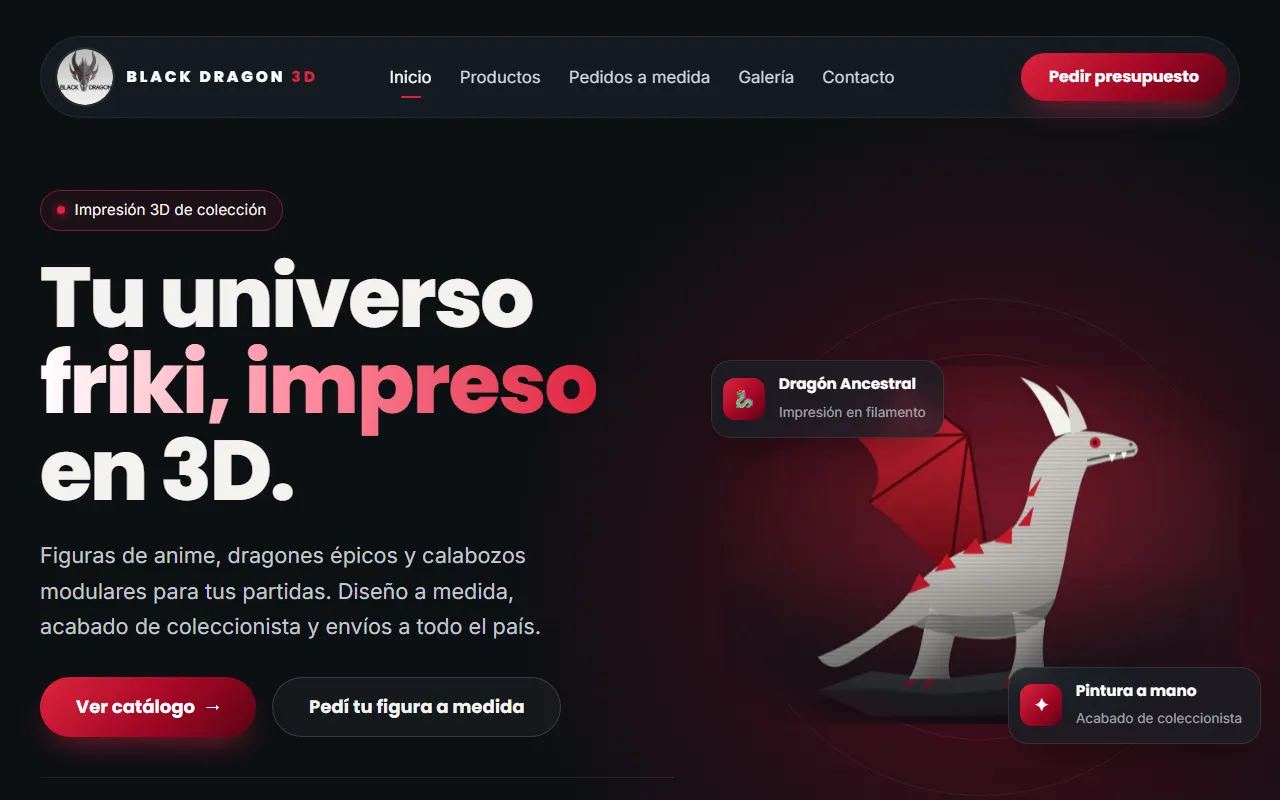 BLACK DRAGON
BLACK DRAGON 3D
Inicio
Productos
Pedidos a medida
Galería
Contacto
Pedir presupuesto
Impresión 3D de colección
Tu universo
friki, impreso
en 3D.
Figuras de anime, dragones épicos y calabozos
modulares para tus partidas. Diseño a medida,
acabado de coleccionista y envíos a todo el país.
Ver catálogo →
Pedí tu figura a medida
Dragón Ancestral
Impresión en filamento
Pintura a mano
Acabado de coleccionista